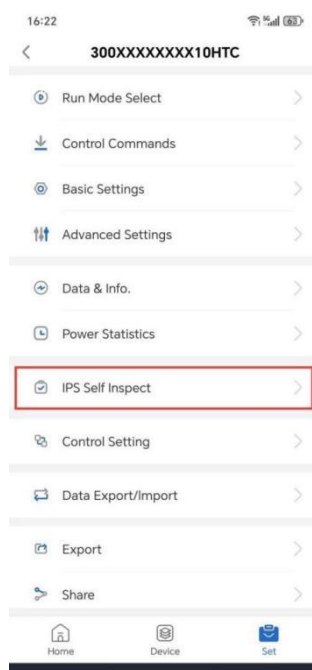 16:22
5G 63
300XXXXXXXX10HTC
Run Mode Select
Control Commands
Basic Settings
Advanced Settings
Data & Info.
Power Statistics
IPS Self Inspect
Control Setting
Data Export/Import
Export
Share
Home Device Set